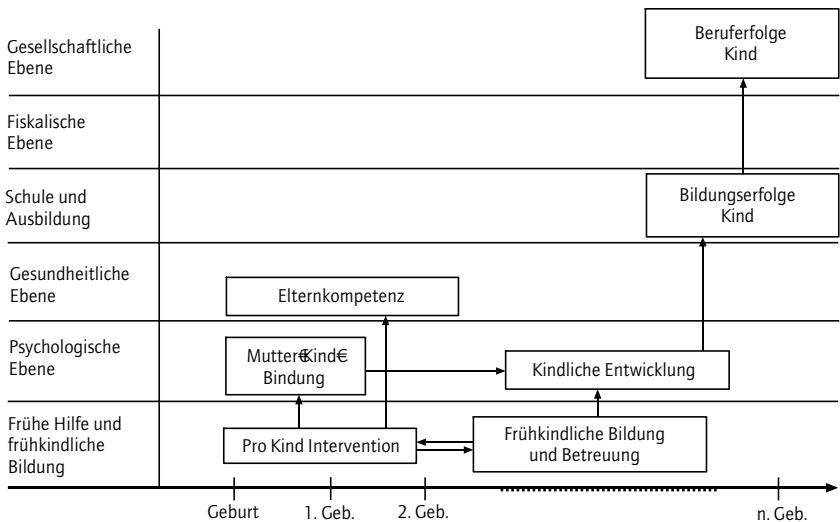 Gesellschaftliche
Ebene
Beruferfolge
Kind
Fiskalische
Ebene
Schule und
Ausbildung
Bildungserfolge
Kind
Gesundheitliche
Ebene
Elternkompetenz
Psychologische
Ebene
Mutter€Kind€
Bindung
Kindliche Entwicklung
Frühe Hilfe und
frühkindliche
Bildung
Pro Kind Intervention
Frühkindliche Bildung
und Betreuung
Geburt
1. Geb.
2. Geb.
n. Geb.